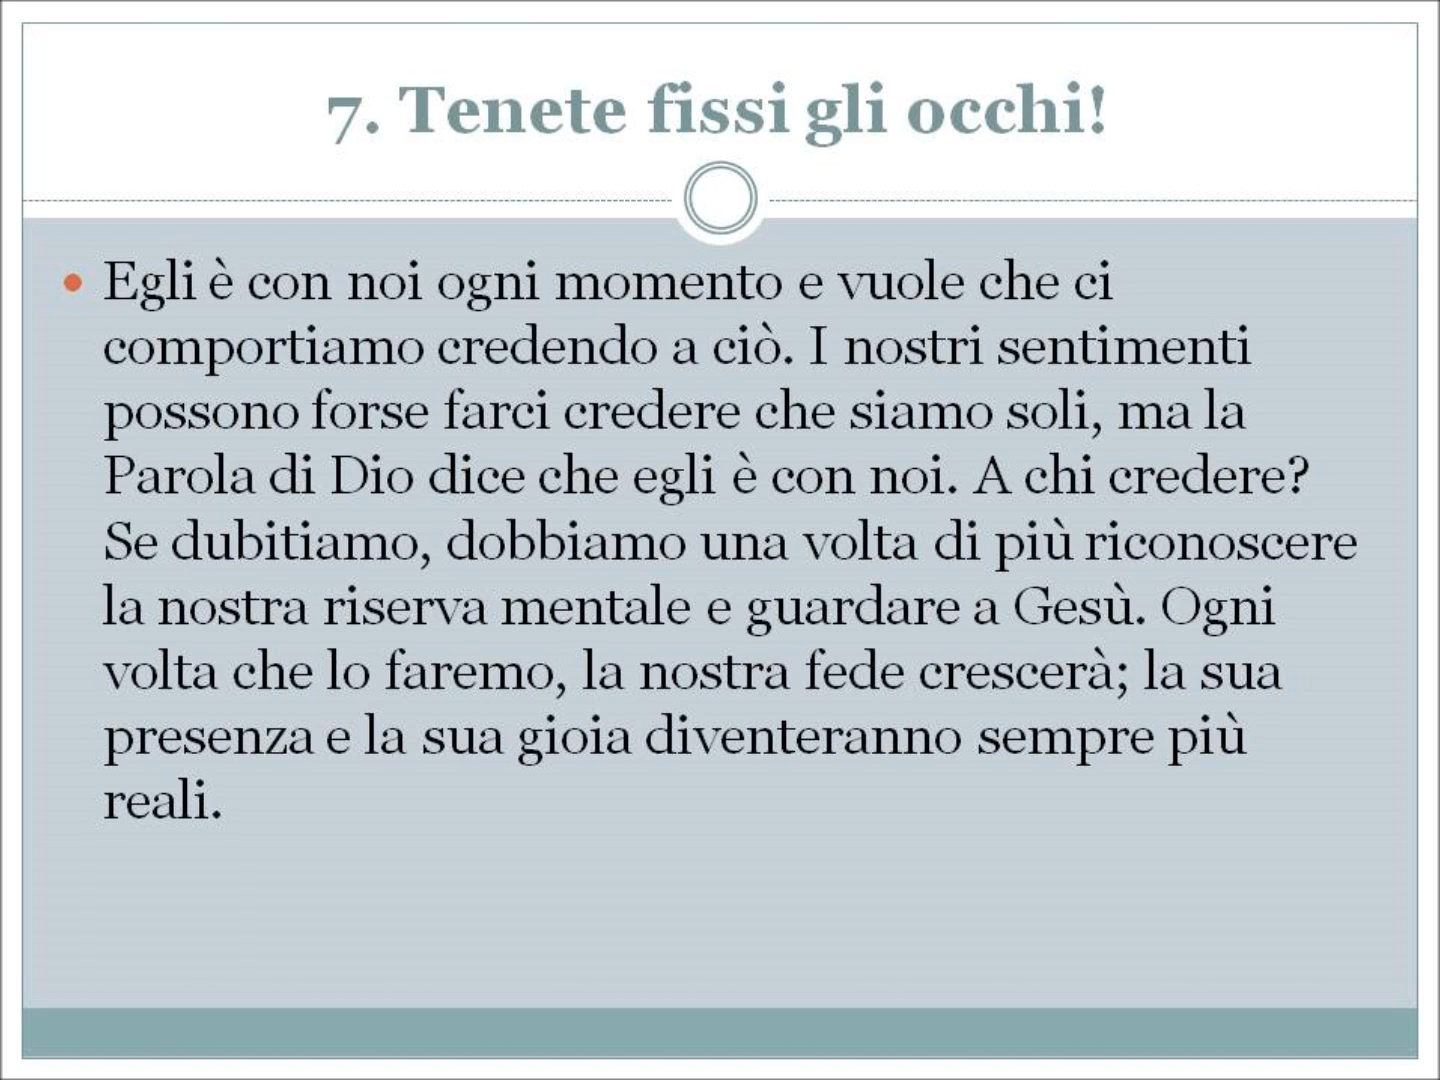 7. Tenete fissi gli occhi!
• Egli è con noi ogni momento e vuole che ci
comportiamo credendo a ciò. I nostri sentimenti
possono forse farci credere che siamo soli, ma la
Parola di Dio dice che egli è con noi. A chi credere?
Se dubitiamo, dobbiamo una volta di più riconoscere
la nostra riserva mentale e guardare a Gesù. Ogni
volta che lo faremo, la nostra fede crescerà; la sua
presenza e la sua gioia diventeranno sempre più
reali.